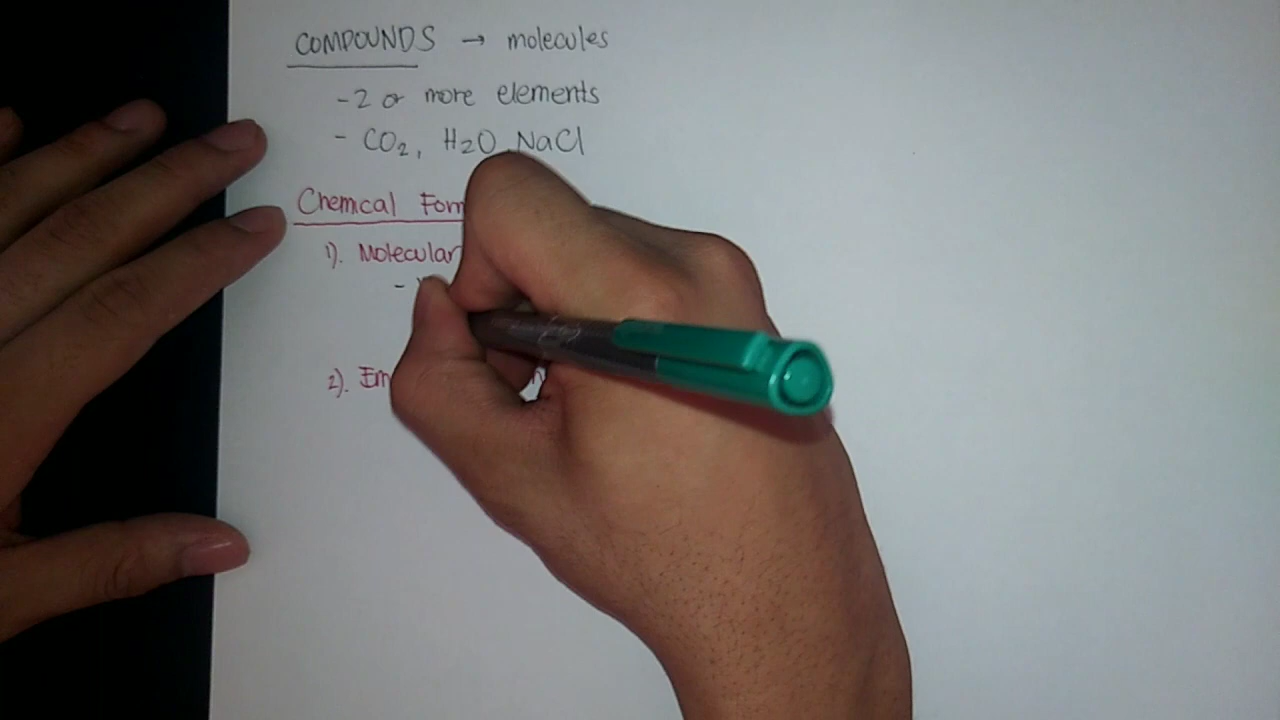 COMPOUNDS → molecules
- 2 or more elements
- CO₂, H₂O, NaCl
Chemical
1). Molecular
-
2).